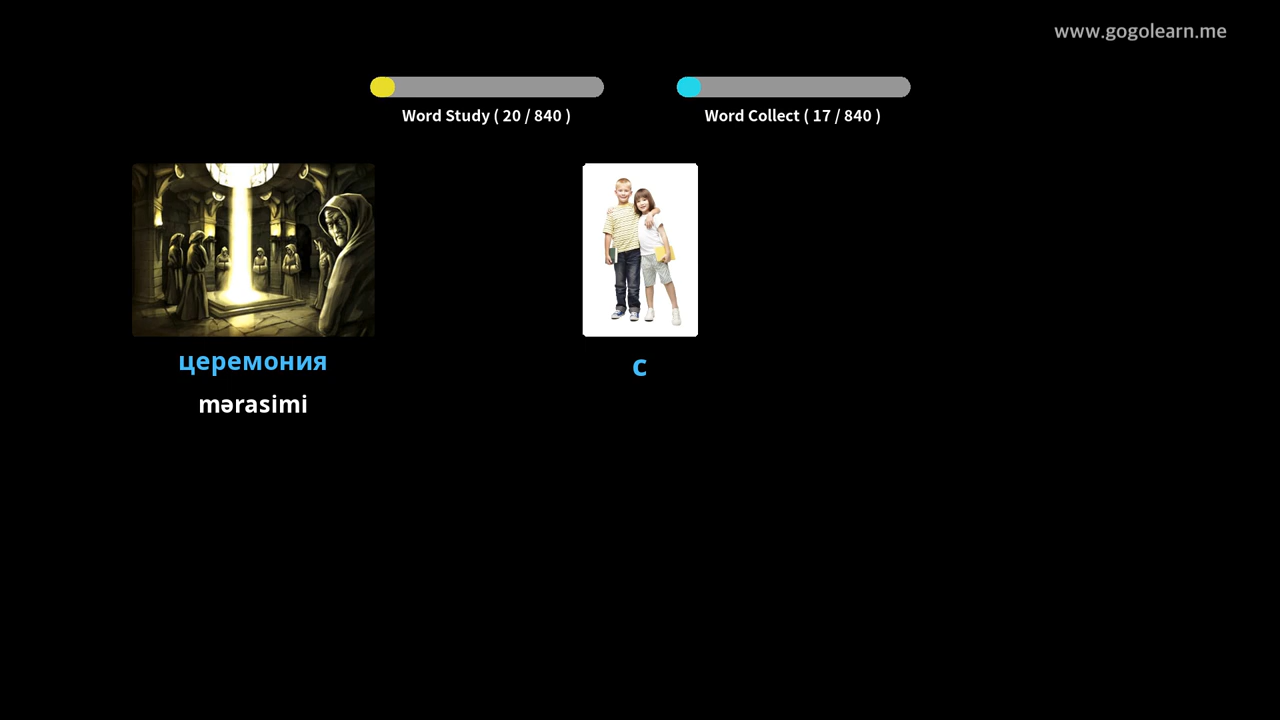 www.gogolearn.me
Word Study ( 20 / 840 )
Word Collect ( 17 / 840 )
церемония
mərasimi
с